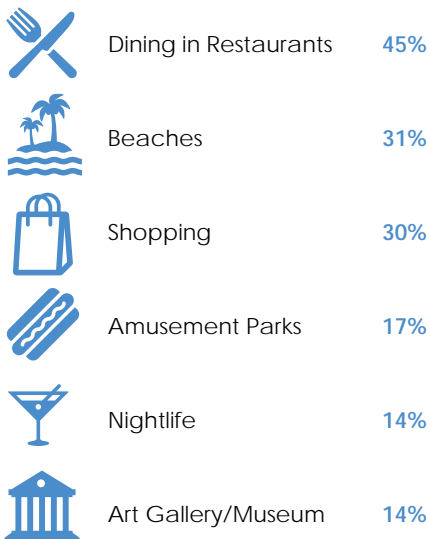 Dining in Restaurants 45%
Beaches 31%
Shopping 30%
Amusement Parks 17%
Nightlife 14%
Art Gallery/Museum 14%